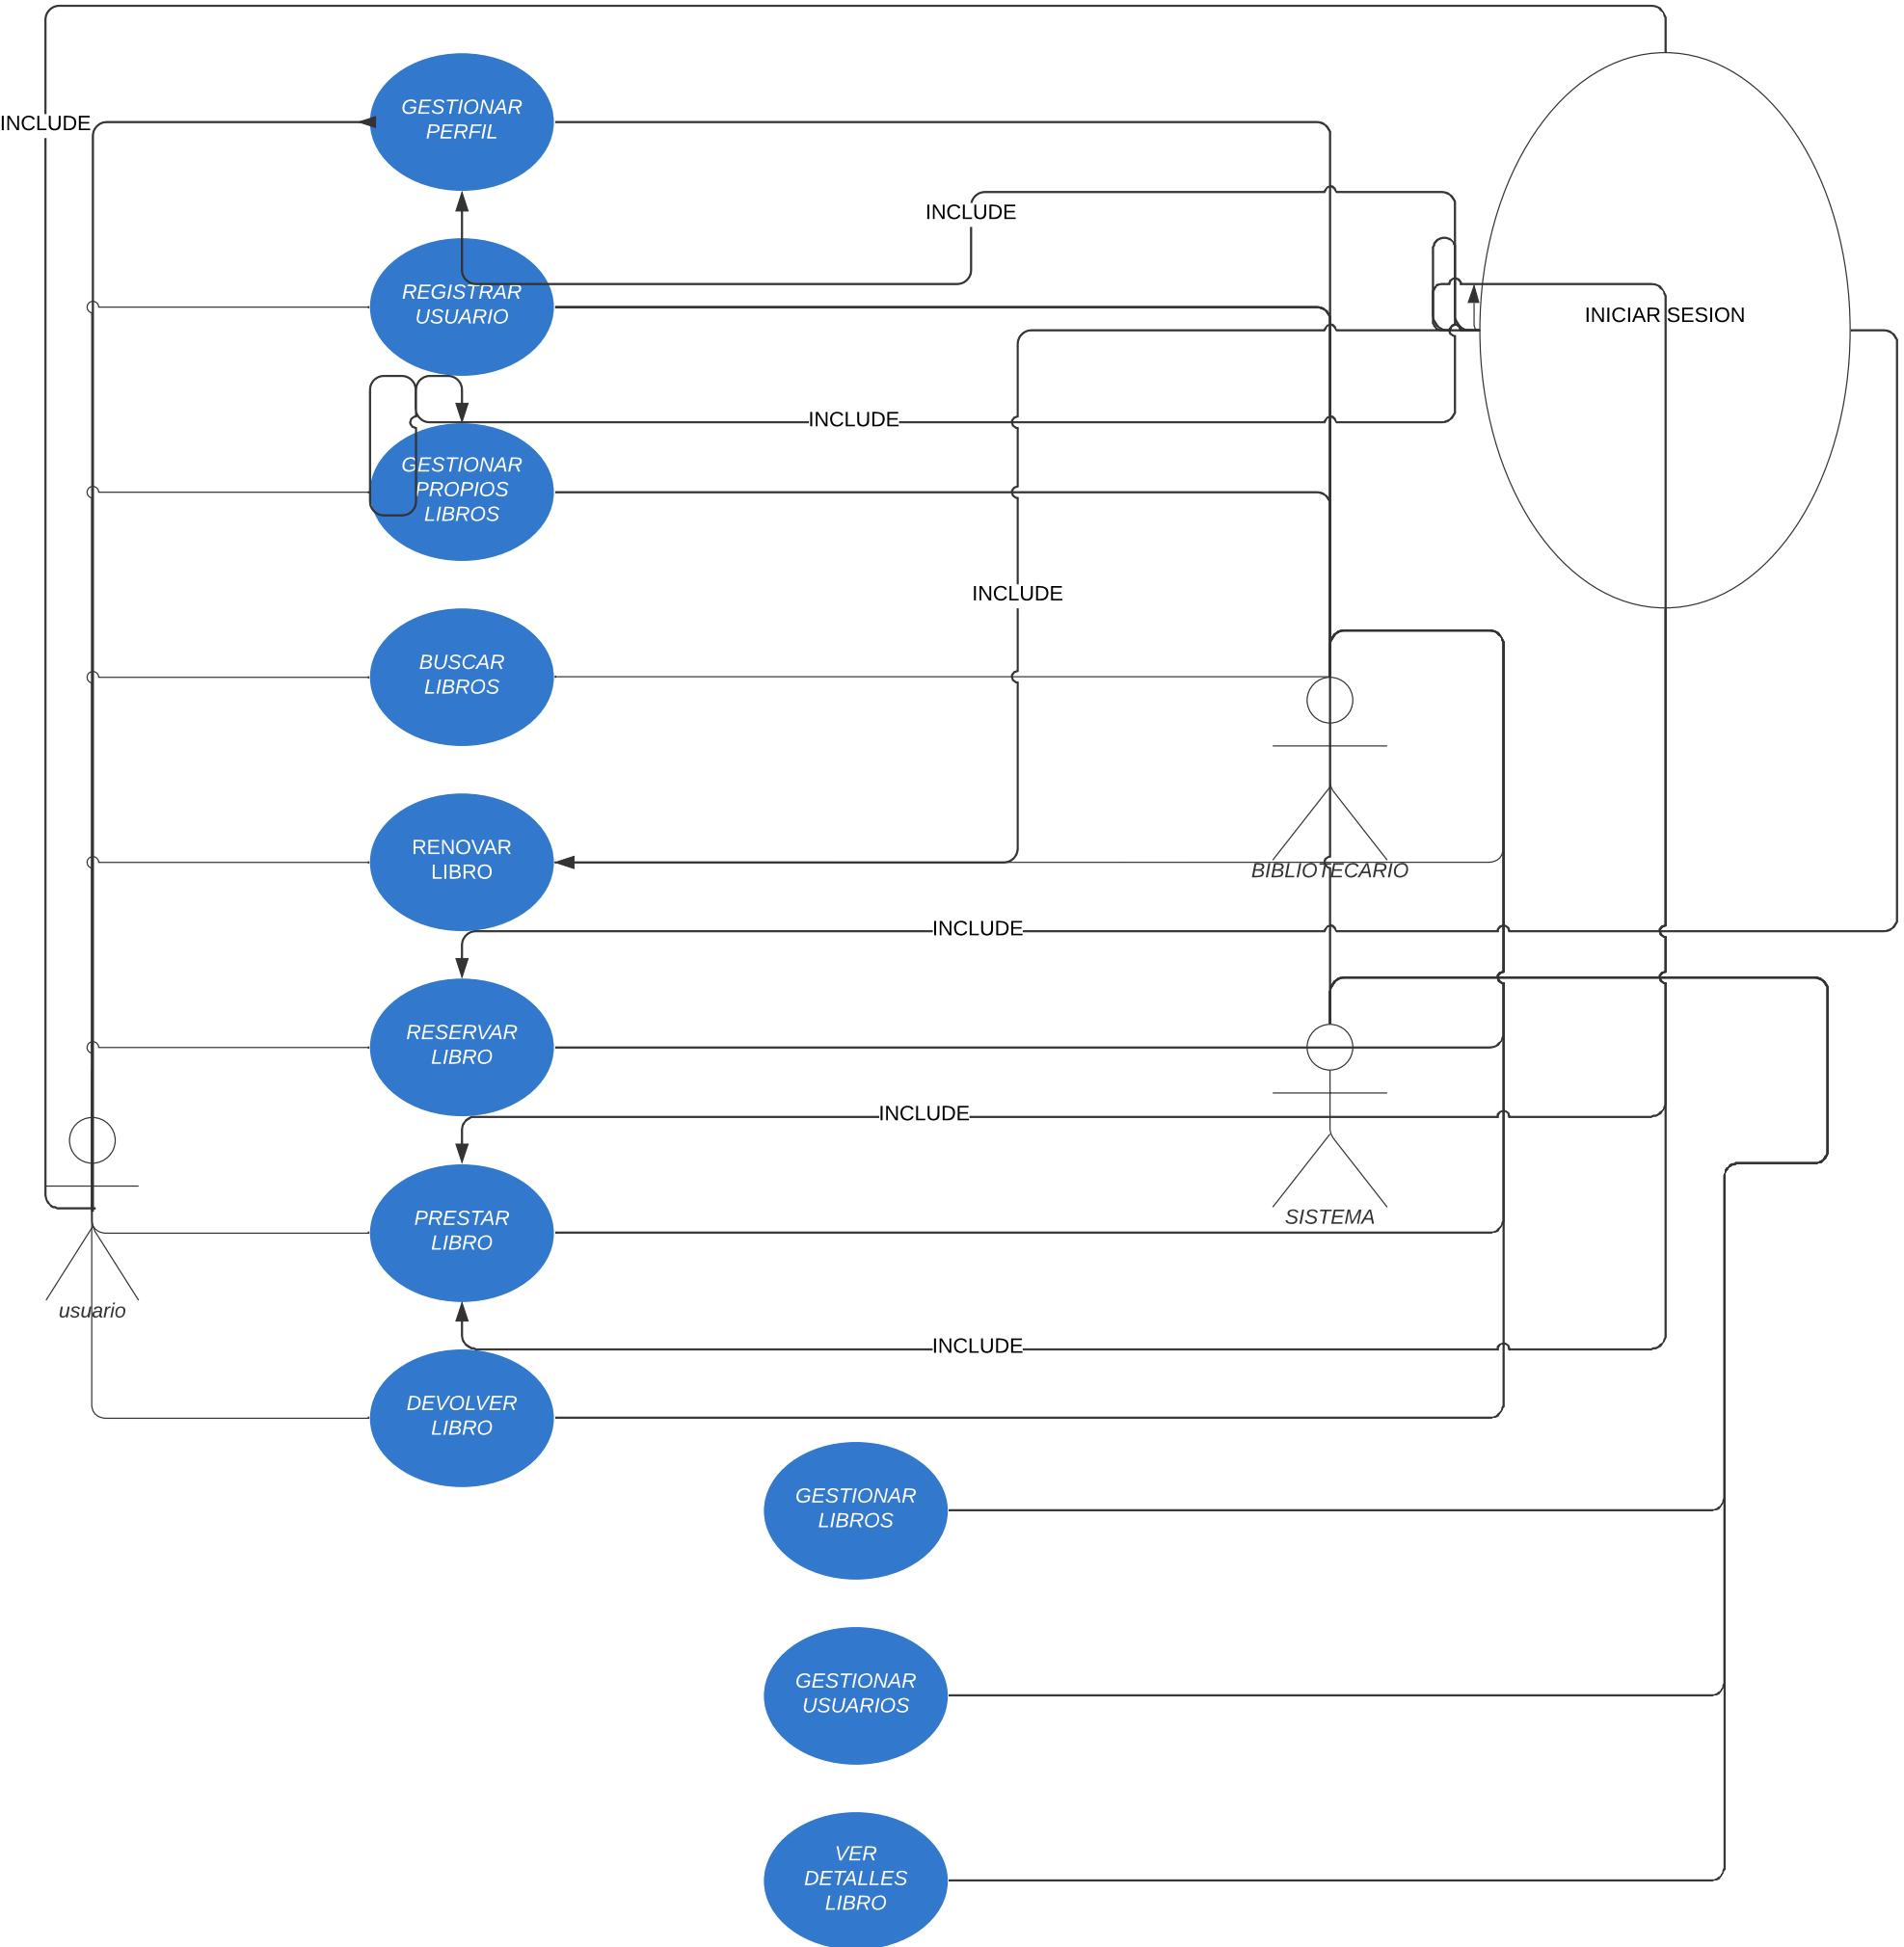 INCLUDE
GESTIONAR
PERFIL
INCLUDE
REGISTRAR
USUARIO
INICIAR SESION
INCLUDE
GESTIONAR
PROPIOS
LIBROS
INCLUDE
BUSCAR
LIBROS
RENOVAR
LIBRO
BIBLIOTECARIO
INCLUDE
RESERVAR
LIBRO
INCLUDE
PRESTAR
LIBRO
SISTEMA
usuario
INCLUDE
DEVOLVER
LIBRO
GESTIONAR
LIBROS
GESTIONAR
USUARIOS
VER
DETALLES
LIBRO